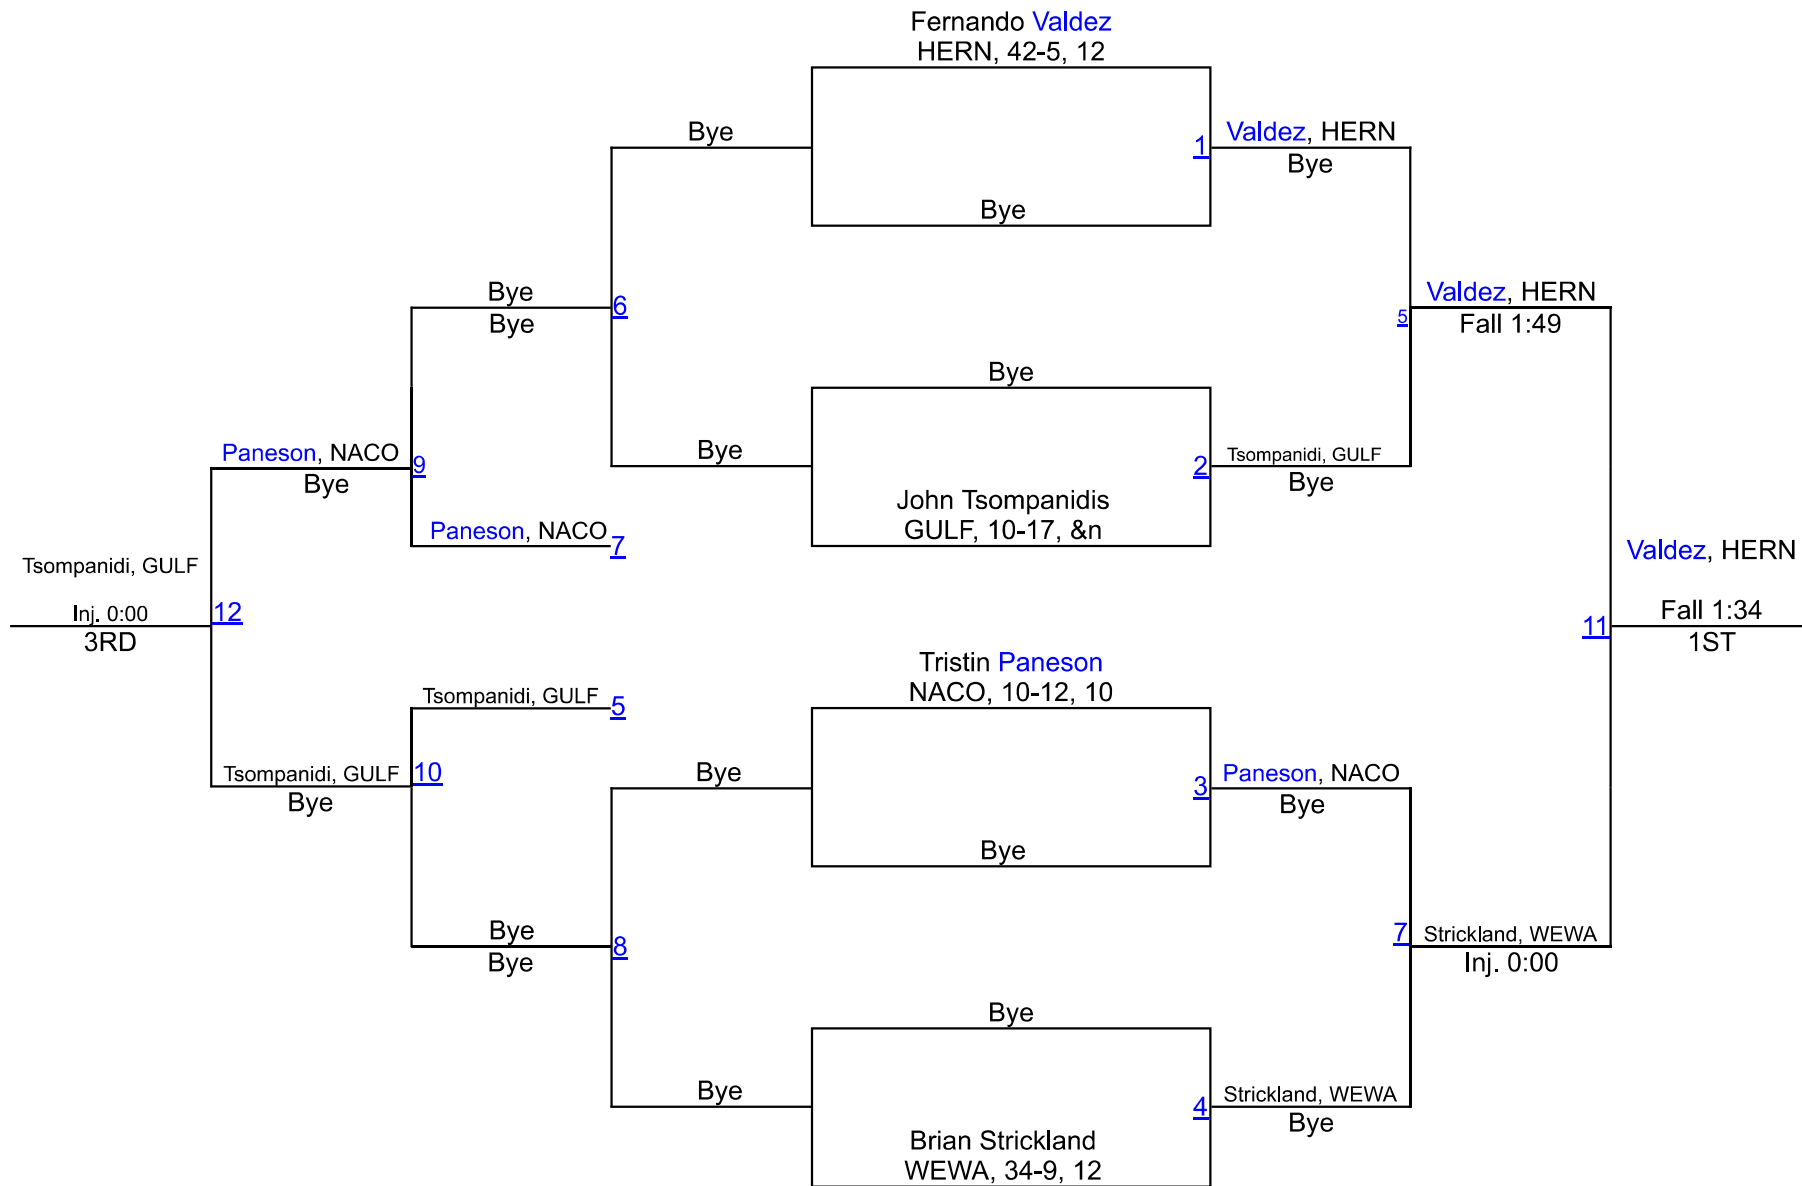 Fernando Valdez
HERN, 42-5, 12
Bye
1
Valdez, HERN
Bye
Bye
Bye
Bye
6
5
Valdez, HERN
Fall 1:49
Bye
Paneson, NACO
Bye
9
Bye
2
Tsompanidi, GULF
Bye
John Tsompanidis
GULF, 10-17, &n
Paneson, NACO
7
Tsompanidi, GULF
Inj. 0:00
3RD
12
Valdez, HERN
Fall 1:34
1ST
11
Tristin Paneson
NACO, 10-12, 10
Tsompanidi, GULF
5
Tsompanidi, GULF
Bye
10
Bye
3
Paneson, NACO
Bye
Bye
Bye
Bye
8
7
Strickland, WEWA
Inj. 0:00
Bye
Bye
4
Strickland, WEWA
Bye
Brian Strickland
WEWA, 34-9, 12